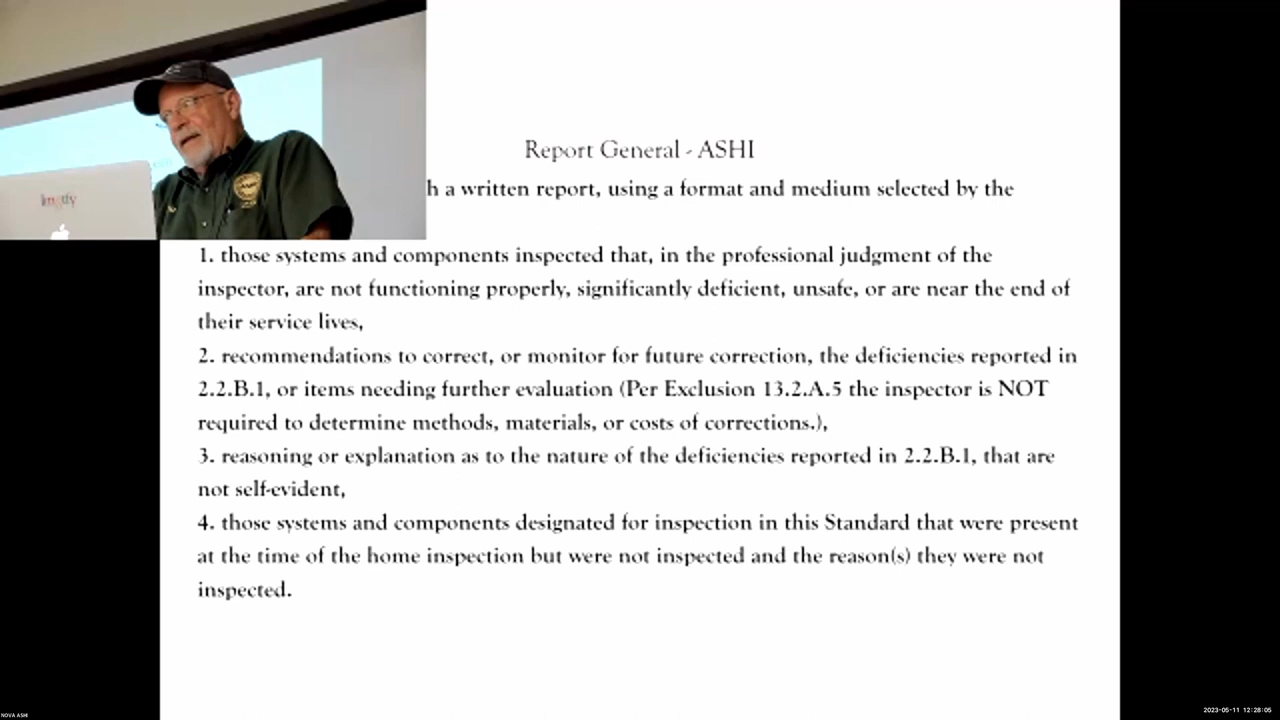 Report General - ASHI
h a written report, using a format and medium selected by the
1. those systems and components inspected that, in the professional judgment of the
inspector, are not functioning properly, significantly deficient, unsafe, or are near the end of
their service lives,
2. recommendations to correct, or monitor for future correction, the deficiencies reported in
2.2.B.1, or items needing further evaluation (Per Exclusion 13.2.A.5 the inspector is NOT
required to determine methods, materials, or costs of corrections.),
3. reasoning or explanation as to the nature of the deficiencies reported in 2.2.B.1, that are
not self-evident,
4. those systems and components designated for inspection in this Standard that were present
at the time of the home inspection but were not inspected and the reason(s) they were not
inspected.
NOVA ASHI
2023-05-11 12:28:05